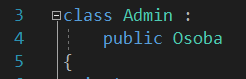 3 class Admin :
4 public Osoba
5 {